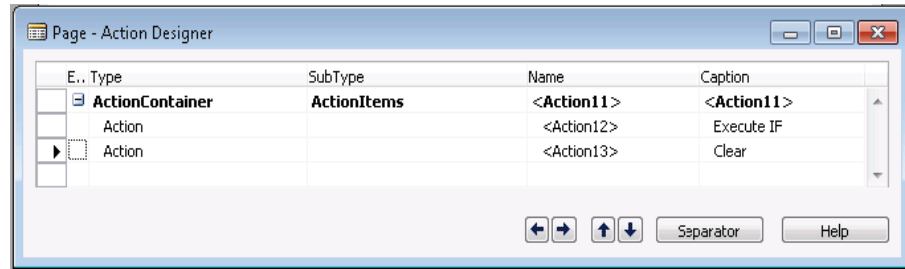 Page - Action Designer
E.. Type SubType Name Caption
ActionContainer ActionItems <Action11> <Action11>
Action <Action12> Execute IF
Action <Action13> Clear
Separator Help